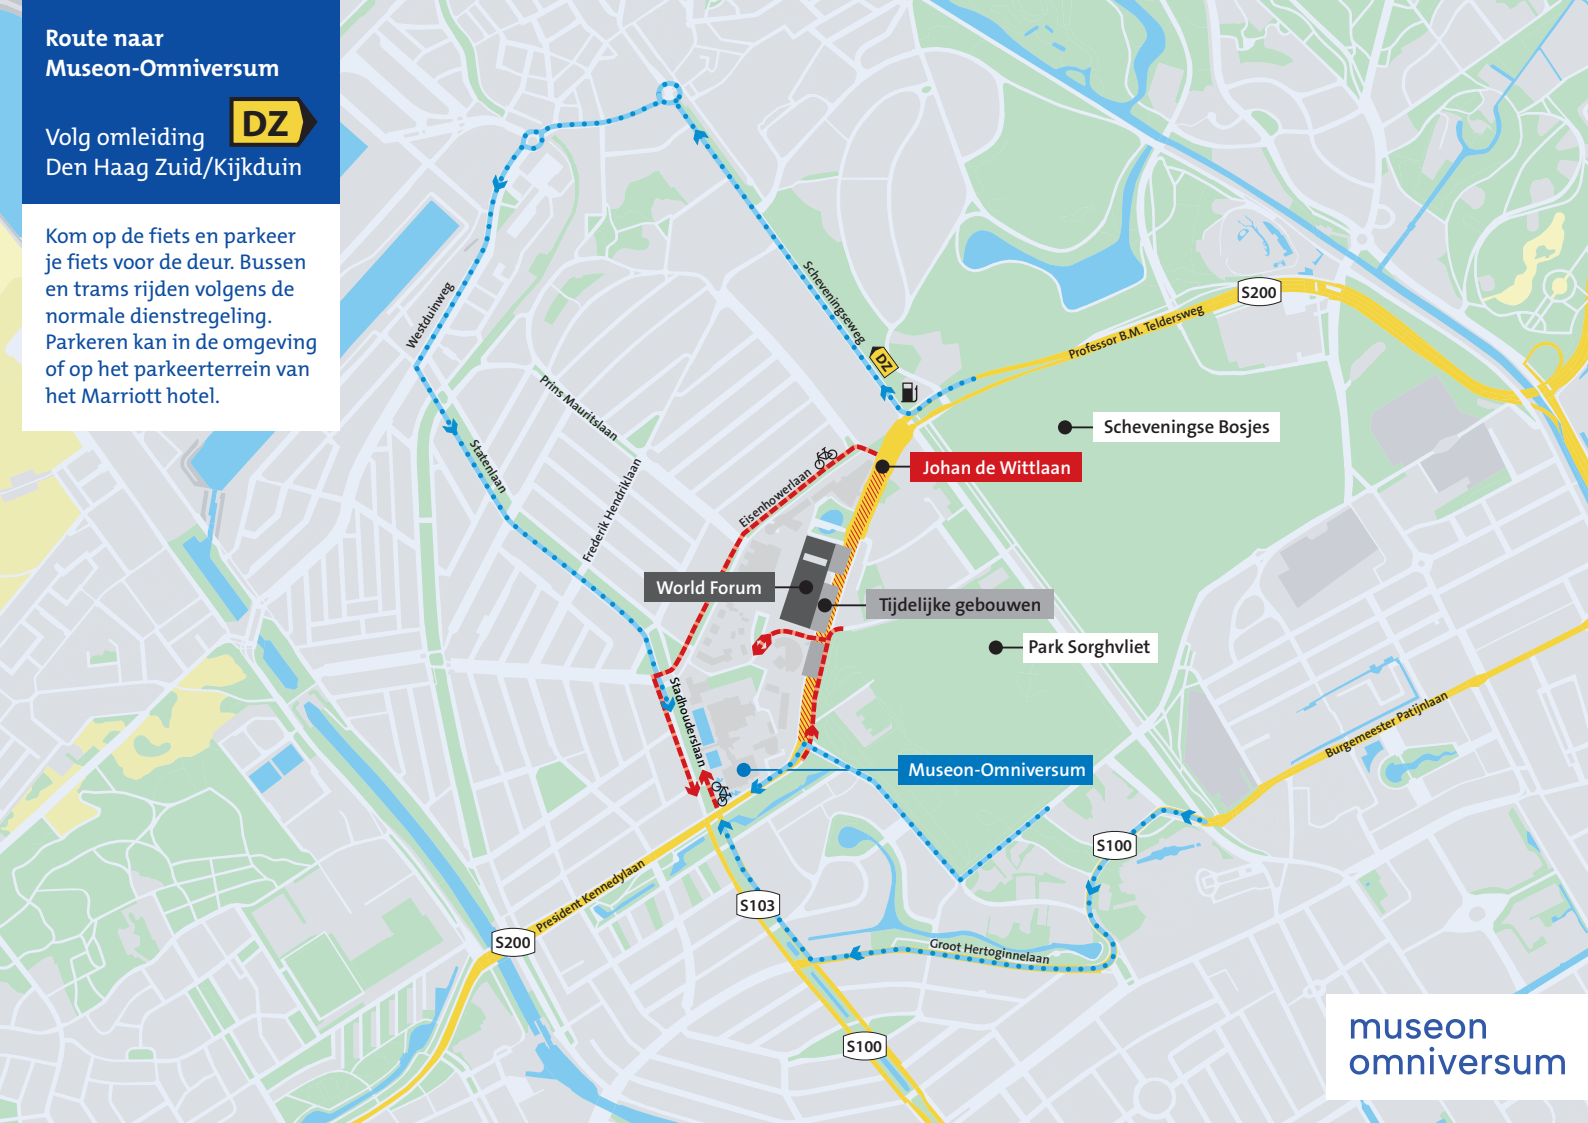 Route naar
Museon-Omniversum
Volg omleiding
DZ
Den Haag Zuid/Kijkduin
Kom op de fiets en parkeer
je fiets voor de deur. Bussen
en trams rijden volgens de
normale dienstregeling.
Parkeren kan in de omgeving
of op het parkeerterrein van
het Marriott hotel.
Westduinweg
Scheveningseweg
DZ
S200
Professor B.M. Teldersweg
Prins Mauritslaan
Statenlaan
Frederik Hendriklaan
Eisenhowerlaan
Scheveningse Bosjes
Johan de Wittlaan
World Forum
Tijdelijke gebouwen
Park Sorghvliet
Stadhouderslaan
Burgemeester Patijnlaan
Museon-Omniversum
S100
President Kennedylaan
S103
S200
Groot Hertoginnelaan
S100
museon
omniversum